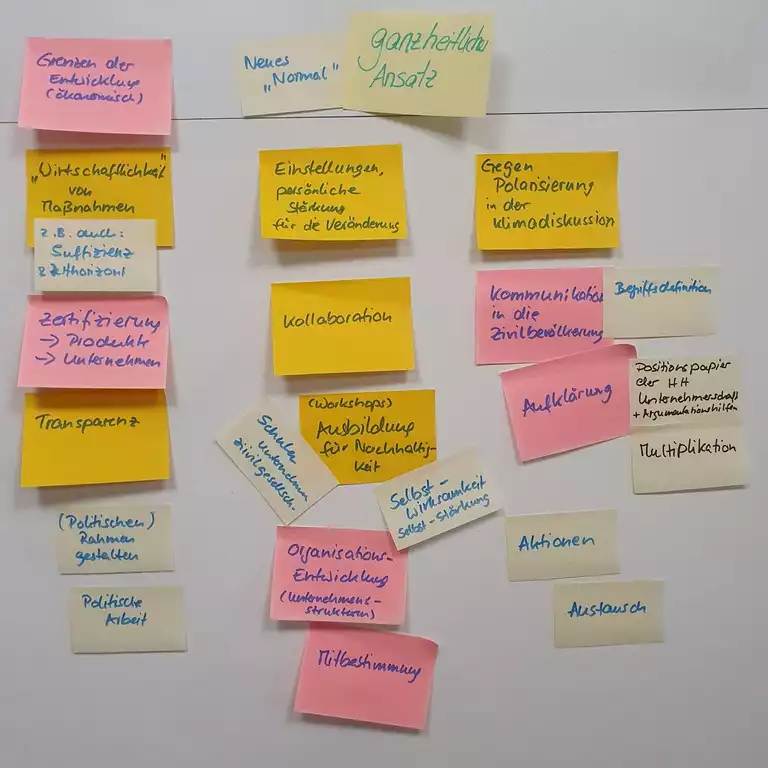 Grenzen der
Entwicklung
(ökonomisch)
Neues
„Normal"
ganzheitlicher
Ansatz
„Wirtschaftlichkeit"
von
Maßnahmen
z.B. auch:
Suffizienz
Zeithorizont
Zertifizierung
→ Produkte
→ Unternehmen
Transparenz
(Politischen)
Rahmen
gestalten
Politische
Arbeit
Einstellungen,
persönliche
Stärkung
für die Veränderung
Kollaboration
(Workshops)
Ausbildung
für Nachhaltig-
keit
Schulen
Unternehmen
Zivilgesellsch.
Selbst-
Wirksamkeit
Selbst-Stärkung
Organisations-
Entwicklung
(Unternehmens-
strukturen)
Mitbestimmung
Gegen
Polarisierung
in der
Klimadiskussion
Kommunikation
in die
Zivilbevölkerung
Begriffsdefinition
Aufklärung
Positionspapier
der HH
Unternehmerschaft
+ Argumentationshilfen
Multiplikation
Aktionen
Austausch